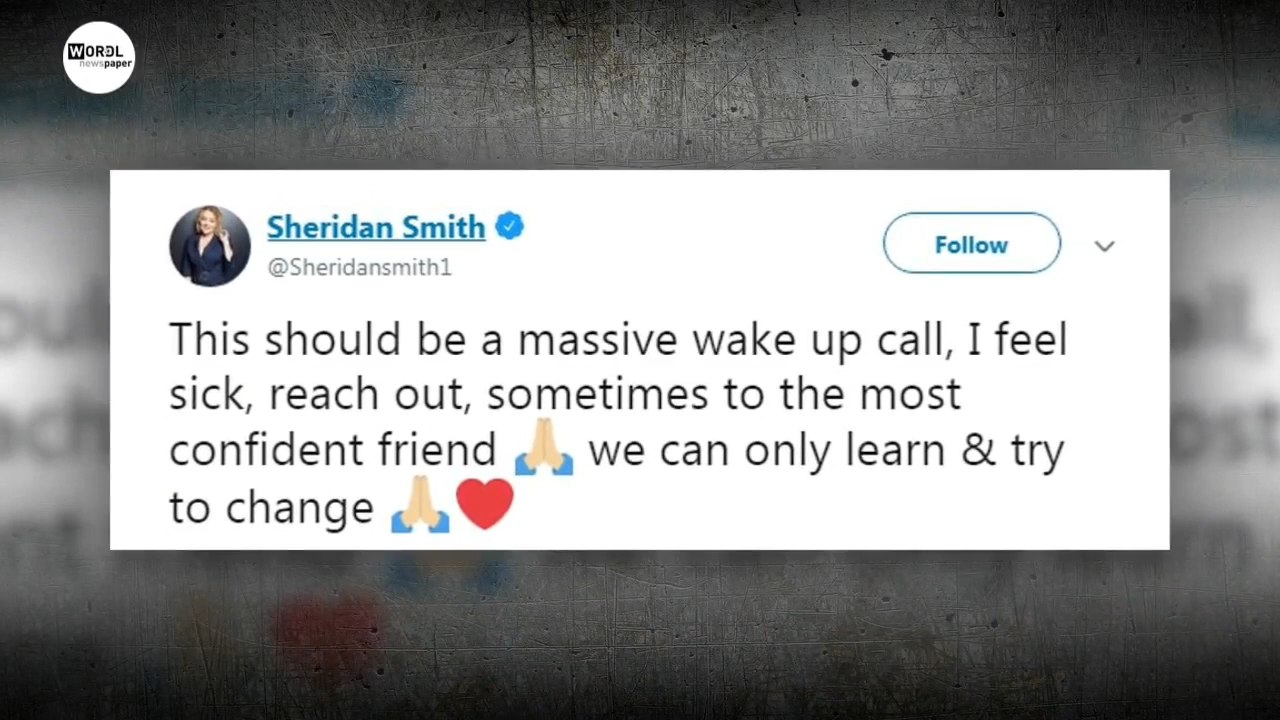 WORDL
newspaper
Sheridan Smith
@Sheridansmith1
Follow
This should be a massive wake up call, I feel
sick, reach out, sometimes to the most
confident friend 🙏🏼 we can only learn & try
to change 🙏🏼❤️